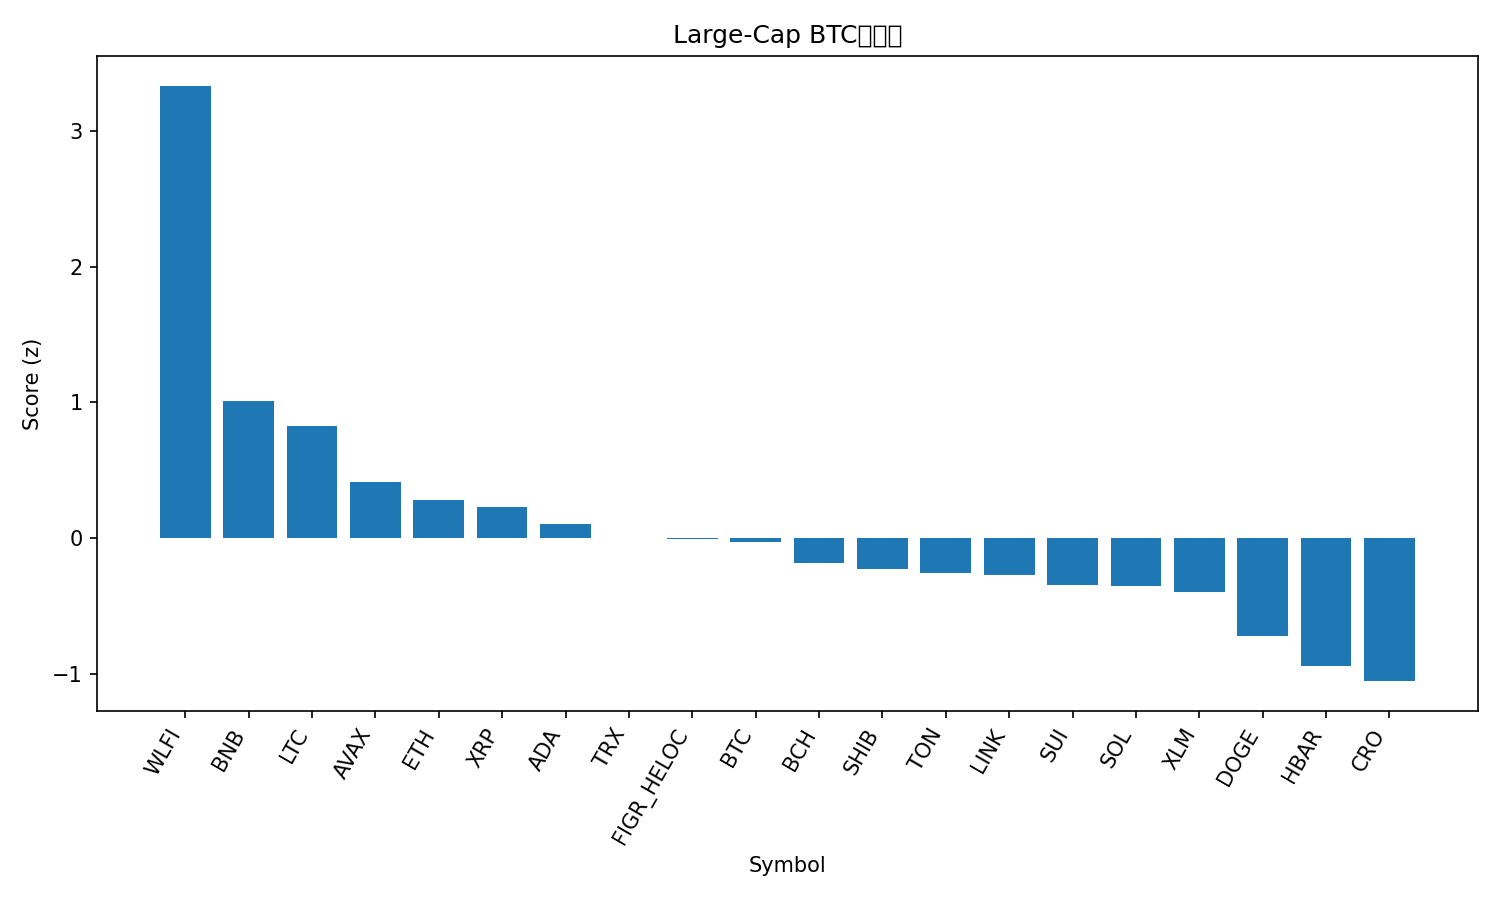 Large-Cap BTC
3
2
1
0
−1
Score (z)
WLFI
BNB
LTC
AVAX
ETH
XRP
ADA
TRX
FIGR_HELOC
BTC
BCH
SHIB
TON
LINK
SUI
SOL
XLM
DOGE
HBAR
CRO
Symbol